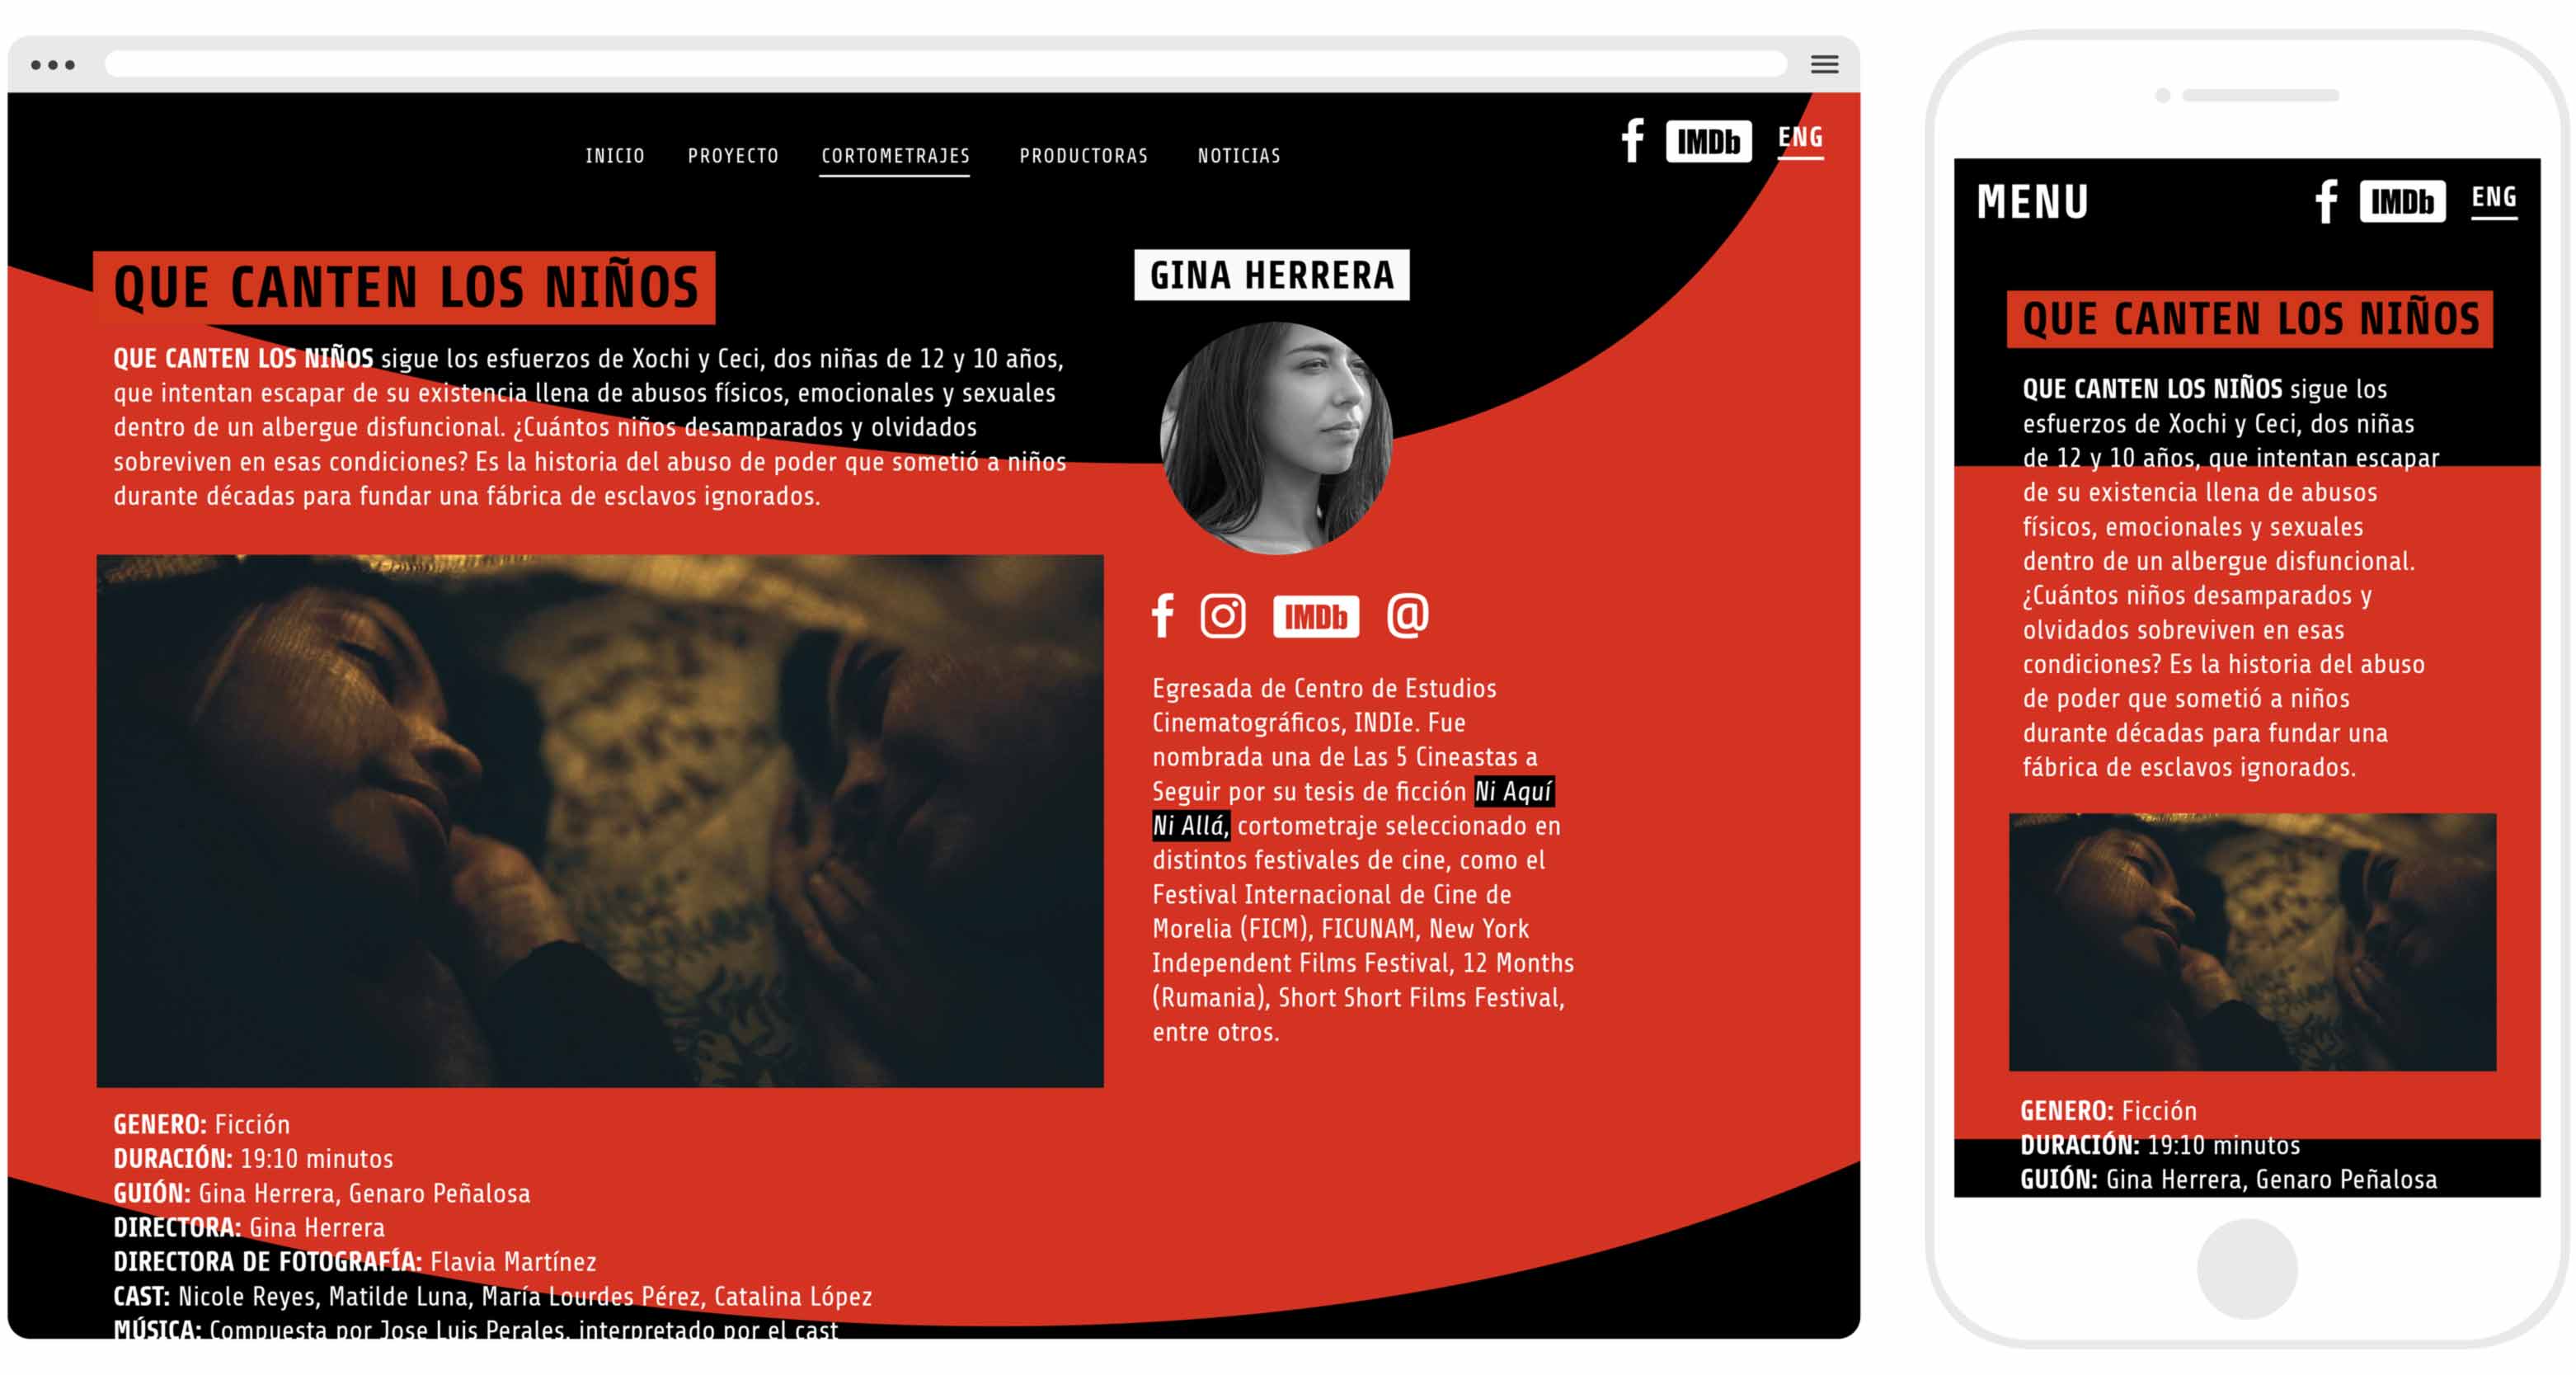 INICIO PROYECTO CORTOMETRAJES PRODUCTORAS NOTICIAS
f IMDb ENG
QUE CANTEN LOS NIÑOS
QUE CANTEN LOS NIÑOS sigue los esfuerzos de Xochi y Ceci, dos niñas de 12 y 10 años,
que intentan escapar de su existencia llena de abusos físicos, emocionales y sexuales
dentro de un albergue disfuncional. ¿Cuántos niños desamparados y olvidados
sobreviven en esas condiciones? Es la historia del abuso de poder que sometió a niños
durante décadas para fundar una fábrica de esclavos ignorados.
GENERO: Ficción
DURACIÓN: 19:10 minutos
GUIÓN: Gina Herrera, Genaro Peñalosa
DIRECTORA: Gina Herrera
DIRECTORA DE FOTOGRAFÍA: Flavia Martínez
CAST: Nicole Reyes, Matilde Luna, María Lourdes Pérez, Catalina López
MÚSICA: Compuesta por Jose Luis Perales, interpretado por el cast
GINA HERRERA
f IMDb @
Egresada de Centro de Estudios
Cinematográficos, INDIe. Fue
nombrada una de Las 5 Cineastas a
Seguir por su tesis de ficción Ni Aquí
Ni Allá, cortometraje seleccionado en
distintos festivales de cine, como el
Festival Internacional de Cine de
Morelia (FICM), FICUNAM, New York
Independent Films Festival, 12 Months
(Rumania), Short Short Films Festival,
entre otros.
MENU f IMDb ENG
QUE CANTEN LOS NIÑOS
QUE CANTEN LOS NIÑOS sigue los
esfuerzos de Xochi y Ceci, dos niñas
de 12 y 10 años, que intentan escapar
de su existencia llena de abusos
físicos, emocionales y sexuales
dentro de un albergue disfuncional.
¿Cuántos niños desamparados y
olvidados sobreviven en esas
condiciones? Es la historia del abuso
de poder que sometió a niños
durante décadas para fundar una
fábrica de esclavos ignorados.
GENERO: Ficción
DURACIÓN: 19:10 minutos
GUIÓN: Gina Herrera, Genaro Peñalosa